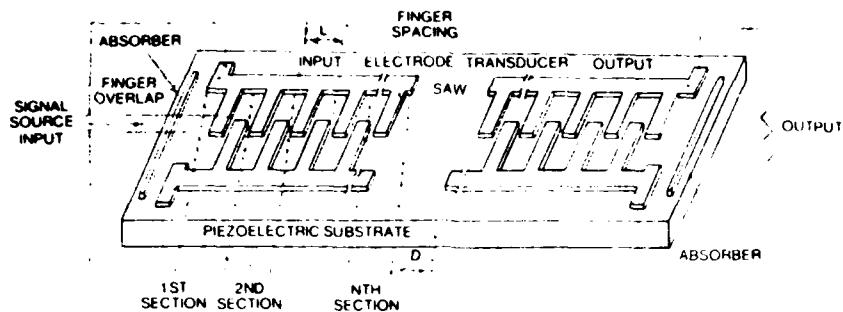 FINGER
SPACING
L
ABSORBER
INPUT ELECTRODE TRANSDUCER OUTPUT
FINGER
OVERLAP
SAW
SIGNAL
SOURCE
INPUT
OUTPUT
PIEZOELECTRIC SUBSTRATE
D
ABSORBER
1ST
SECTION
2ND
SECTION
NTH
SECTION